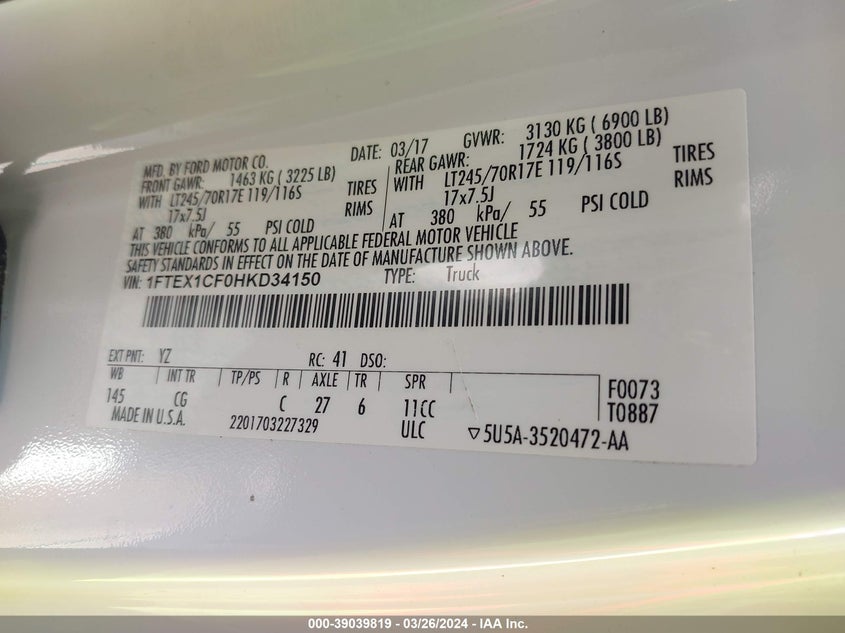 MFD. BY FORD MOTOR CO. DATE: 03/17 GVWR: 3130 KG ( 6900 LB)
FRONT GAWR: 1463 KG ( 3225 LB) REAR GAWR: 1724 KG ( 3800 LB)
WITH LT245/70R17E 119/116S TIRES WITH LT245/70R17E 119/116S TIRES
17x7.5J RIMS 17x7.5J RIMS
AT 380 kPa/ 55 PSI COLD AT 380 kPa/ 55 PSI COLD
THIS VEHICLE CONFORMS TO ALL APPLICABLE FEDERAL MOTOR VEHICLE
SAFETY STANDARDS IN EFFECT ON THE DATE OF MANUFACTURE SHOWN ABOVE.
VIN: 1FTEX1CF0HKD34150 TYPE: Truck
EXT PNT: YZ RC: 41 DSO:
WB INT TR TP/PS R AXLE TR SPR F0073
145 CG C 27 6 11CC T0887
MADE IN U.S.A. 2201703227329 ULC ▽5U5A-3520472-AA
000-39039819 / 03/26/2024 - IAA Inc.